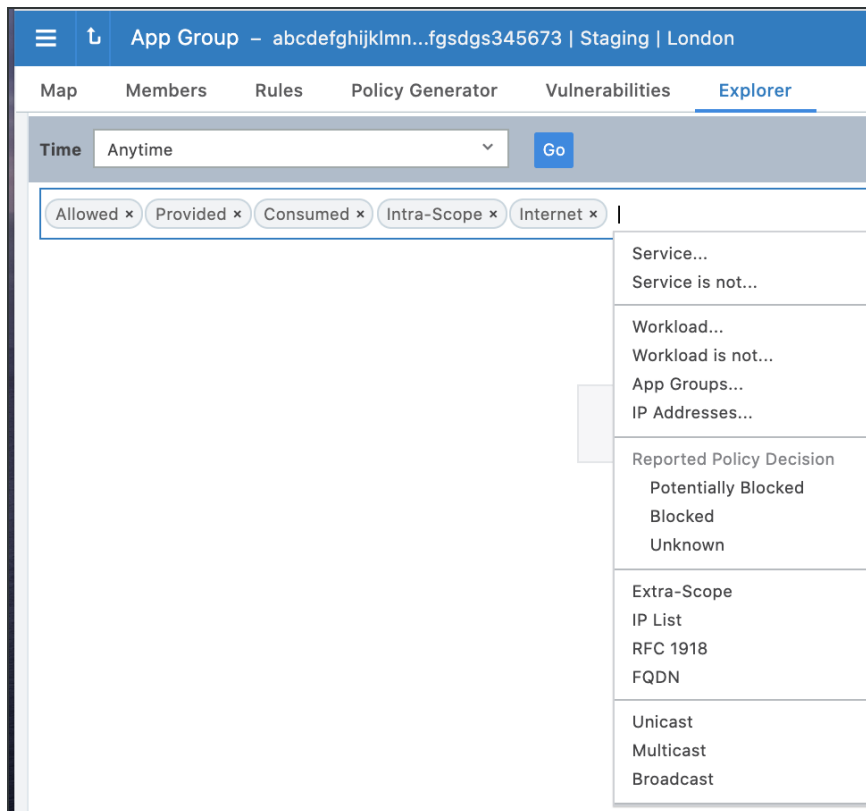 App Group – abcdefghijklmn...fgsdgs345673 | Staging | London
Map Members Rules Policy Generator Vulnerabilities Explorer
Time Anytime Go
Allowed × Provided × Consumed × Intra-Scope × Internet ×
Service...
Service is not...
Workload...
Workload is not...
App Groups...
IP Addresses...
Reported Policy Decision
Potentially Blocked
Blocked
Unknown
Extra-Scope
IP List
RFC 1918
FQDN
Unicast
Multicast
Broadcast